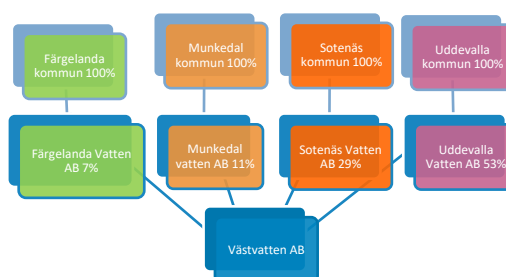 Färgelanda
kommun 100%
Munkedal
kommun 100%
Sotenäs
kommun 100%
Uddevalla
kommun 100%
Färgelanda Vatten
AB 7%
Munkedal
vatten AB 11%
Sotenäs Vatten
AB 29%
Uddevalla
Vatten AB 53%
Västvatten AB